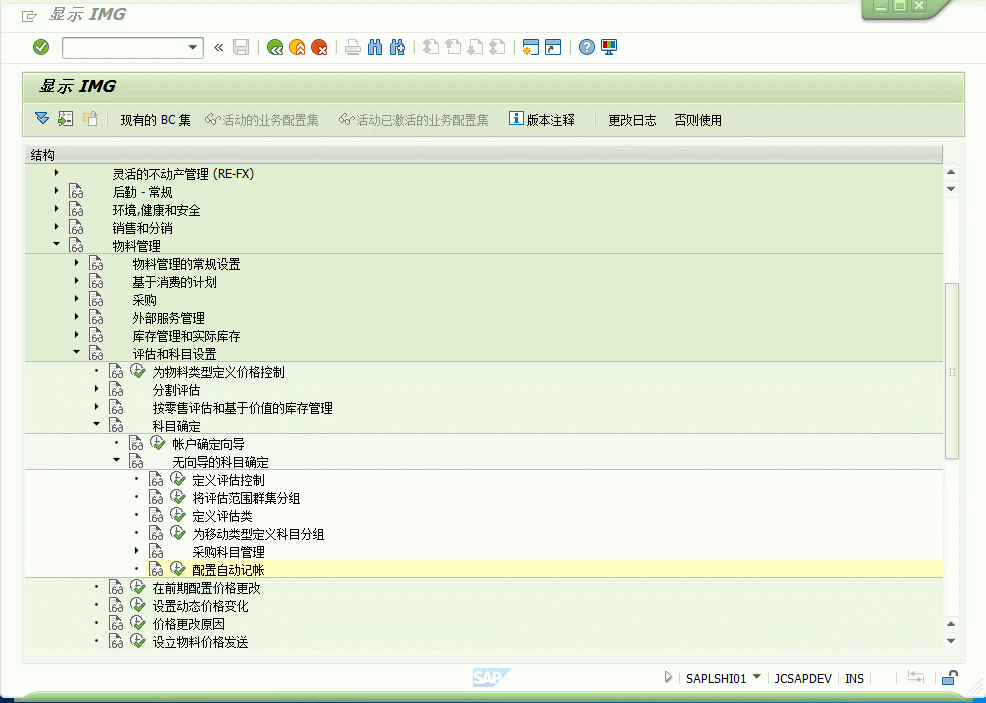 显示 IMG
显示 IMG
现有的 BC 集 活动的业务配置集 活动已激活的业务配置集 版本注释 更改日志 否则使用
结构
灵活的不动产管理 (RE-FX)
后勤 - 常规
环境,健康和安全
销售和分销
物料管理
物料管理的常规设置
基于消费的计划
采购
外部服务管理
库存管理和实际库存
评估和科目设置
为物料类型定义价格控制
分割评估
按零售评估和基于价值的库存管理
科目确定
帐户确定向导
无向导的科目确定
定义评估控制
将评估范围群集分组
定义评估类
为移动类型定义科目分组
采购科目管理
配置自动记帐
在前期配置价格更改
设置动态价格变化
价格更改原因
设立物料价格发送
SAP SAPLSHI01 JCSAPDEV INS